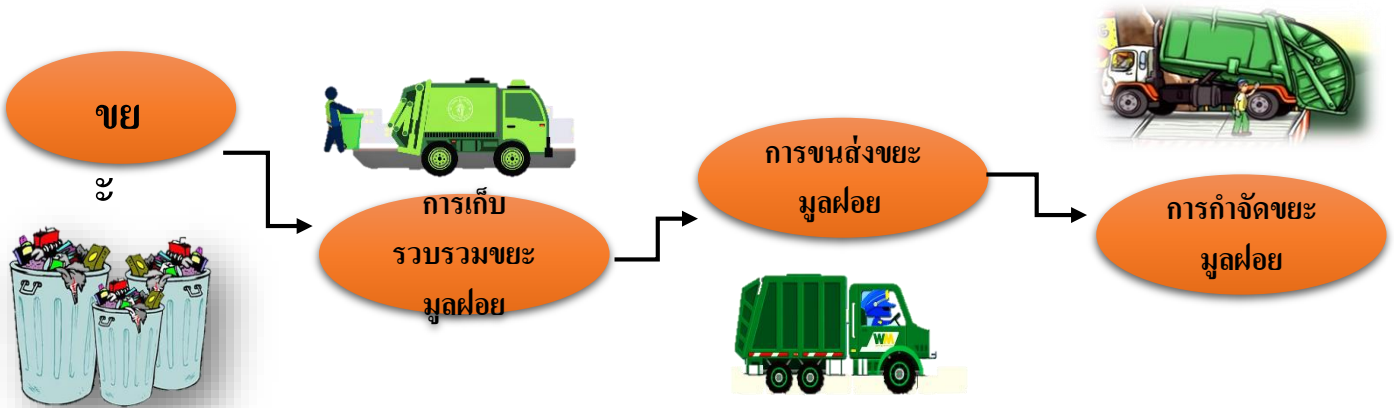 ขย
ะ
การเก็บ
รวบรวมขยะ
มูลฝอย
การขนส่งขยะ
มูลฝอย
WM
การกำจัดขยะ
มูลฝอย